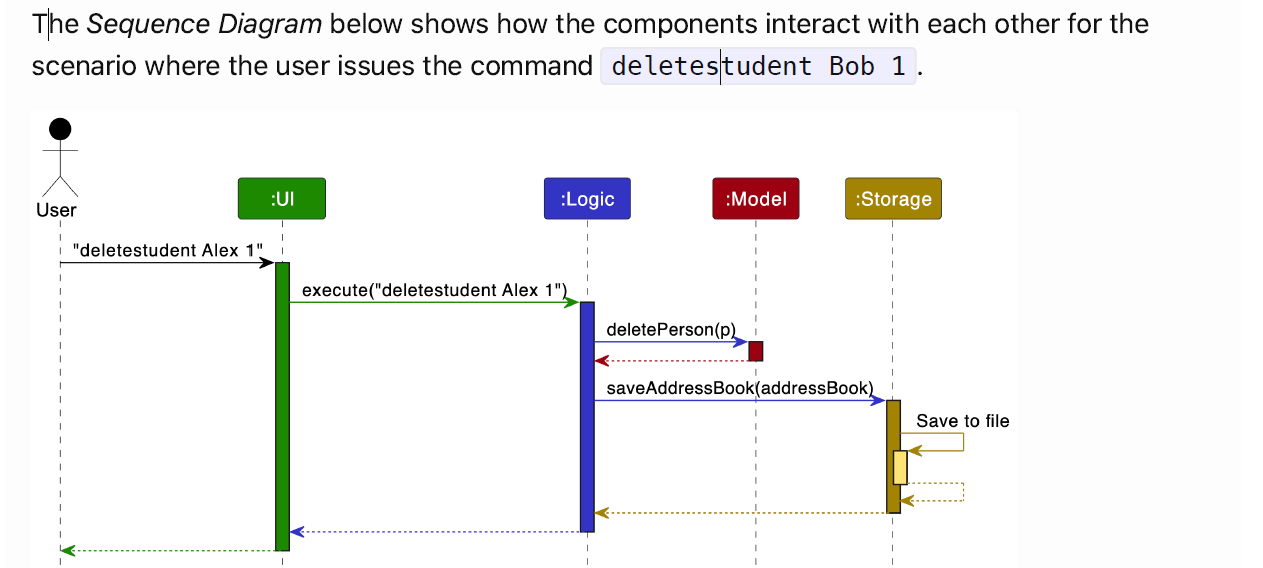 The Sequence Diagram below shows how the components interact with each other for the
scenario where the user issues the command deletestudent Bob 1 .
User
:UI
:Logic
:Model
:Storage
"deletestudent Alex 1"
execute("deletestudent Alex 1")
deletePerson(p)
saveAddressBook(addressBook)
Save to file